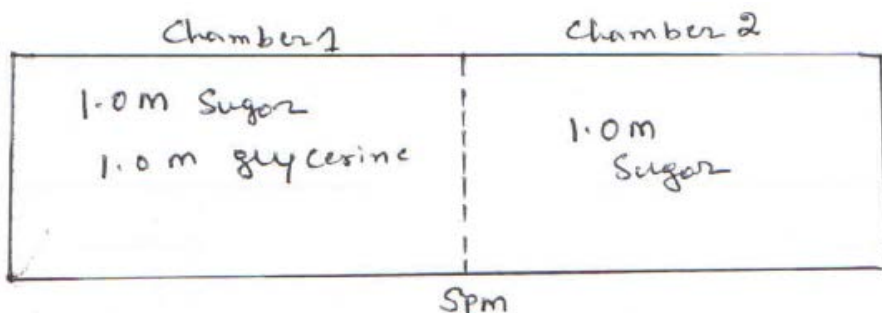 Chamber 1
Chamber 2
1.0 m Sugar
1.0 m glycerine
1.0 m
Sugar
Spm